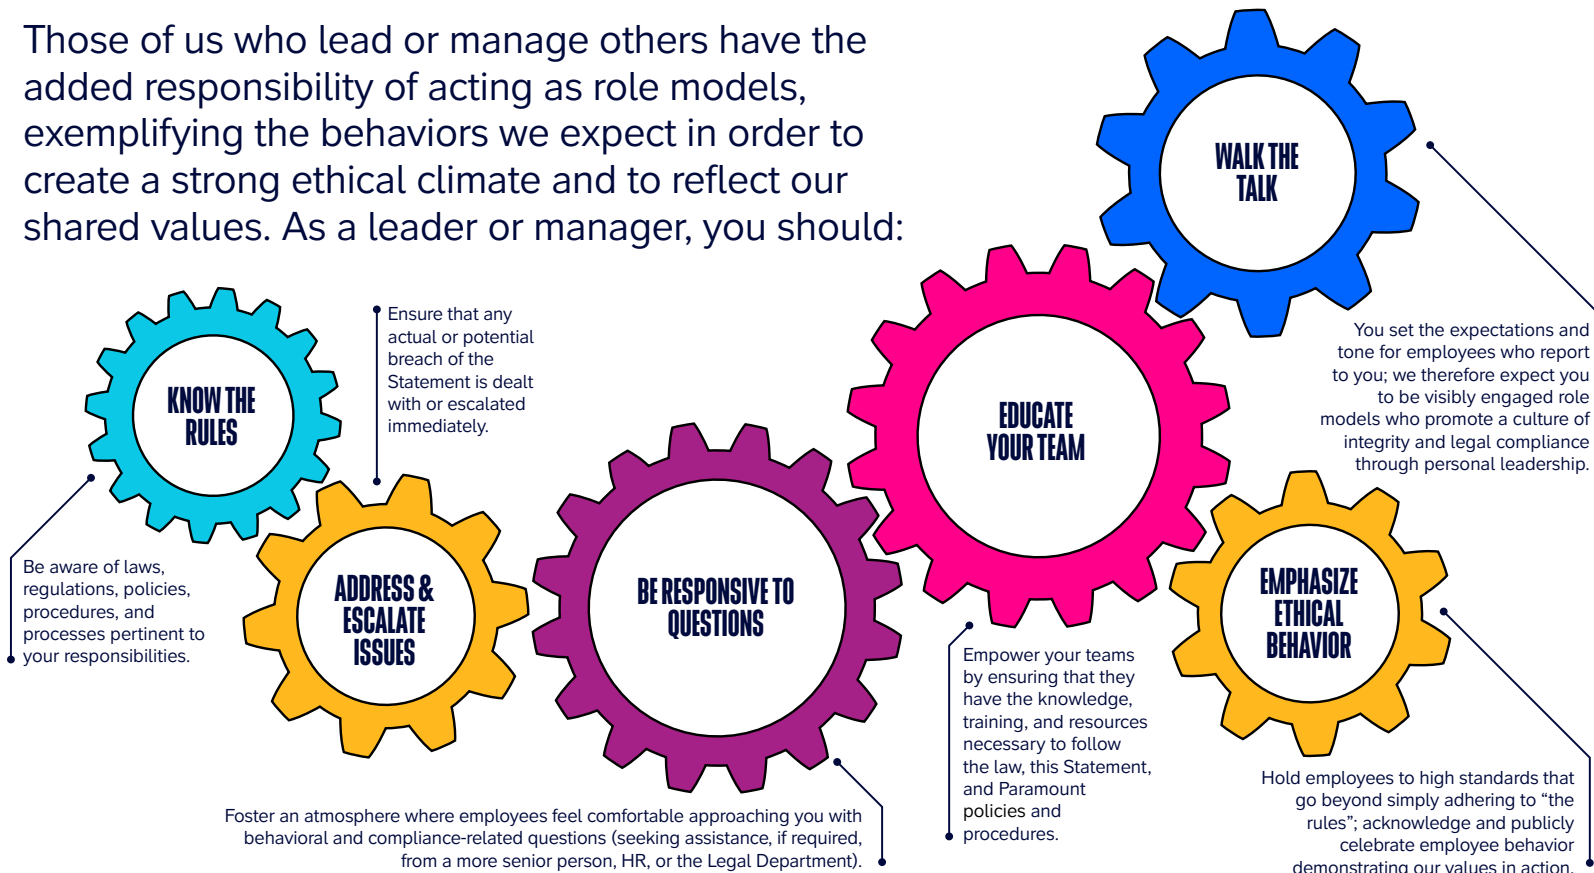 Those of us who lead or manage others have the
added responsibility of acting as role models,
exemplifying the behaviors we expect in order to
create a strong ethical climate and to reflect our
shared values. As a leader or manager, you should:
KNOW THE
RULES
Be aware of laws,
regulations, policies,
procedures, and
processes pertinent to
your responsibilities.
ADDRESS &
ESCALATE
ISSUES
Ensure that any
actual or potential
breach of the
Statement is dealt
with or escalated
immediately.
BE RESPONSIVE TO
QUESTIONS
Foster an atmosphere where employees feel comfortable approaching you with
behavioral and compliance-related questions (seeking assistance, if required,
from a more senior person, HR, or the Legal Department).
EDUCATE
YOUR TEAM
Empower your teams
by ensuring that they
have the knowledge,
training, and resources
necessary to follow
the law, this Statement,
and Paramount
policies and
procedures.
WALK THE
TALK
You set the expectations and
tone for employees who report
to you; we therefore expect you
to be visibly engaged role
models who promote a culture of
integrity and legal compliance
through personal leadership.
EMPHASIZE
ETHICAL
BEHAVIOR
Hold employees to high standards that
go beyond simply adhering to “the
rules”; acknowledge and publicly
celebrate employee behavior
demonstrating our values in action.